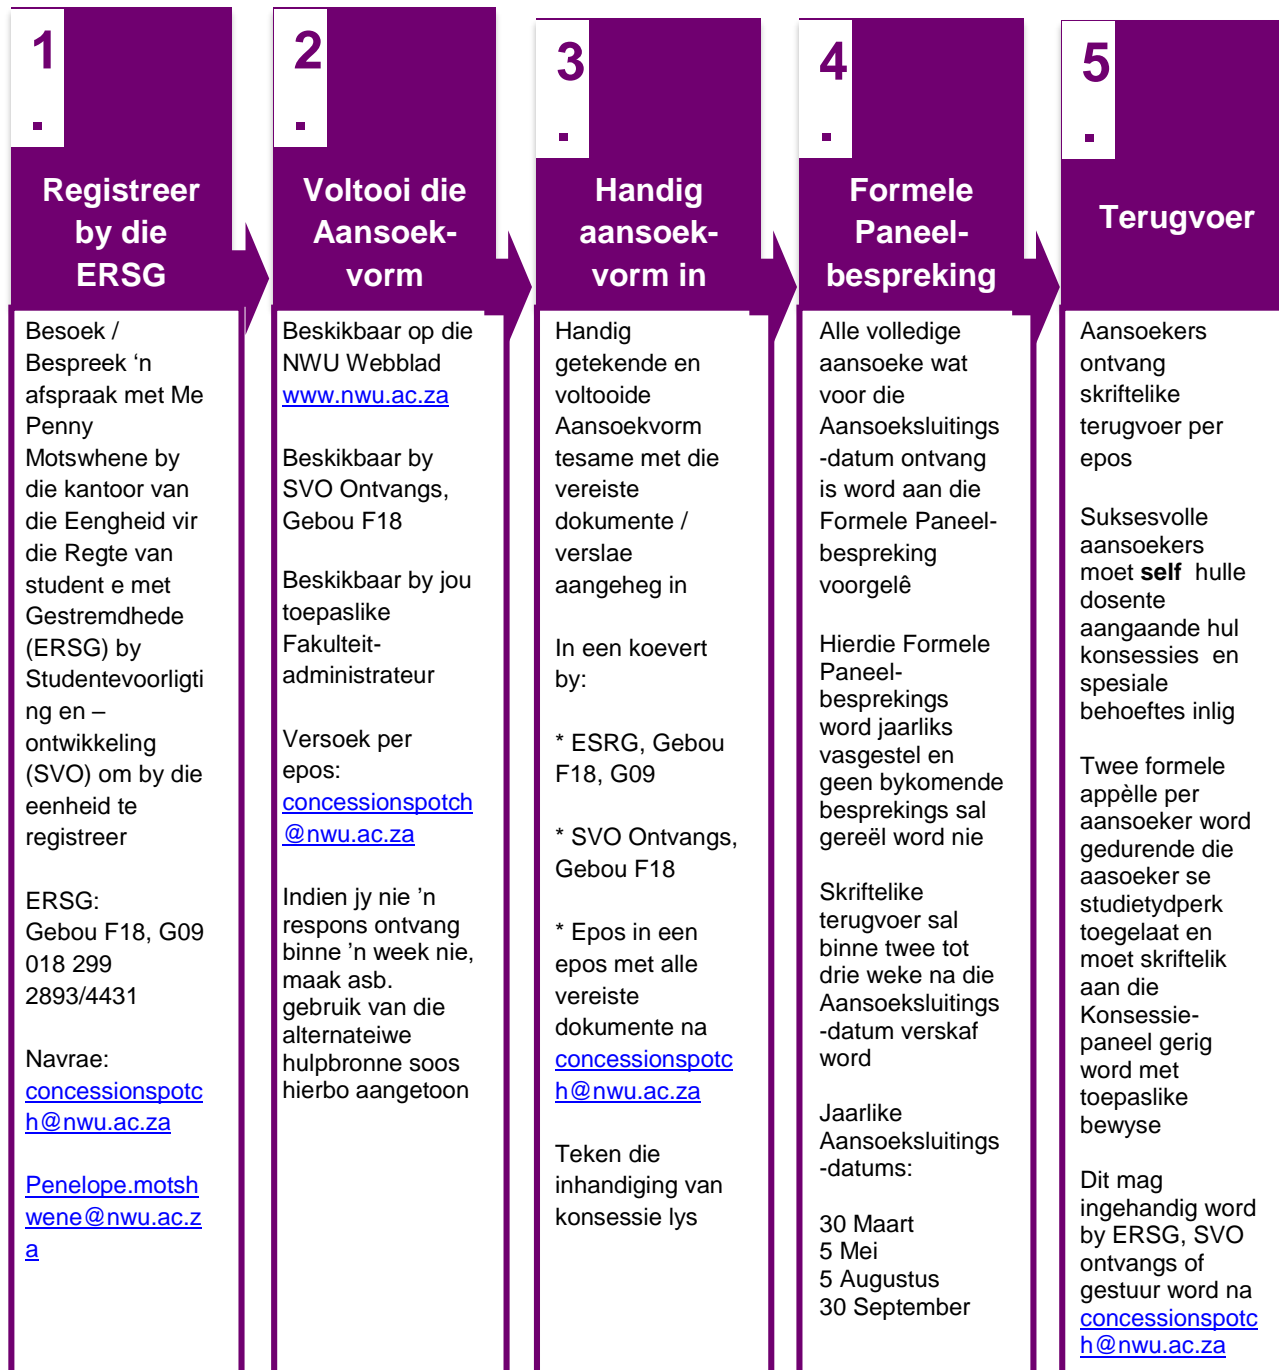 1
.
Registreer
by die
ERSG
Besoek /
Bespreek ‘n
afspraak met Me
Penny
Motswhene by
die kantoor van
die Eengheid vir
die Regte van
student e met
Gestremdhede
(ERSG) by
Studentevoorligti
ng en –
ontwikkeling
(SVO) om by die
eenheid te
registreer
ERSG:
Gebou F18, G09
018 299
2893/4431
Navrae:
concessionspotc
h@nwu.ac.za
Penelope.motsh
wene@nwu.ac.z
a
2
.
Voltooi die
Aansoek-
vorm
Beskikbaar op die
NWU Webblad
www.nwu.ac.za
Beskikbaar by
SVO Ontvangs,
Gebou F18
Beskikbaar by jou
toepaslike
Fakulteit-
administrateur
Versoek per
epos:
concessionspotch
@nwu.ac.za
Indien jy nie ’n
respons ontvang
binne ’n week nie,
maak asb.
gebruik van die
alternateiwe
hulpbronne soos
hierbo aangetoon
3
.
Handig
aansoek-
vorm in
Handig
getekende en
voltooide
Aansoekvorm
tesame met die
vereiste
dokumente /
verslae
aangeheg in
In een koevert
by:
* ESRG, Gebou
F18, G09
* SVO Ontvangs,
Gebou F18
* Epos in een
epos met alle
vereiste
dokumente na
concessionspotc
h@nwu.ac.za
Teken die
inhandiging van
konsessie lys
4
.
Formele
Paneel-
bespreking
Alle volledige
aansoeke wat
voor die
Aansoeksluitings
-datum ontvang
is word aan die
Formele Paneel-
bespreking
voorgelê
Hierdie Formele
Paneel-
besprekings
word jaarliks
vasgestel en
geen bykomende
besprekings sal
gereël word nie
Skriftelike
terugvoer sal
binne twee tot
drie weke na die
Aansoeksluitings
-datum verskaf
word
Jaarlike
Aansoeksluitings
-datums:
30 Maart
5 Mei
5 Augustus
30 September
5
.
Terugvoer
Aansoekers
ontvang
skriftelike
terugvoer per
epos
Suksesvolle
aansoekers
moet self hulle
dosente
aangaande hul
konsessies en
spesiale
behoeftes inlig
Twee formele
appèlle per
aansoeker word
gedurende die
aasoeker se
studietydperk
toegelaat en
moet skriftelik
aan die
Konsessie-
paneel gerig
word met
toepaslike
bewyse
Dit mag
ingehandig word
by ERSG, SVO
ontvangs of
gestuur word na
concessionspotc
h@nwu.ac.za